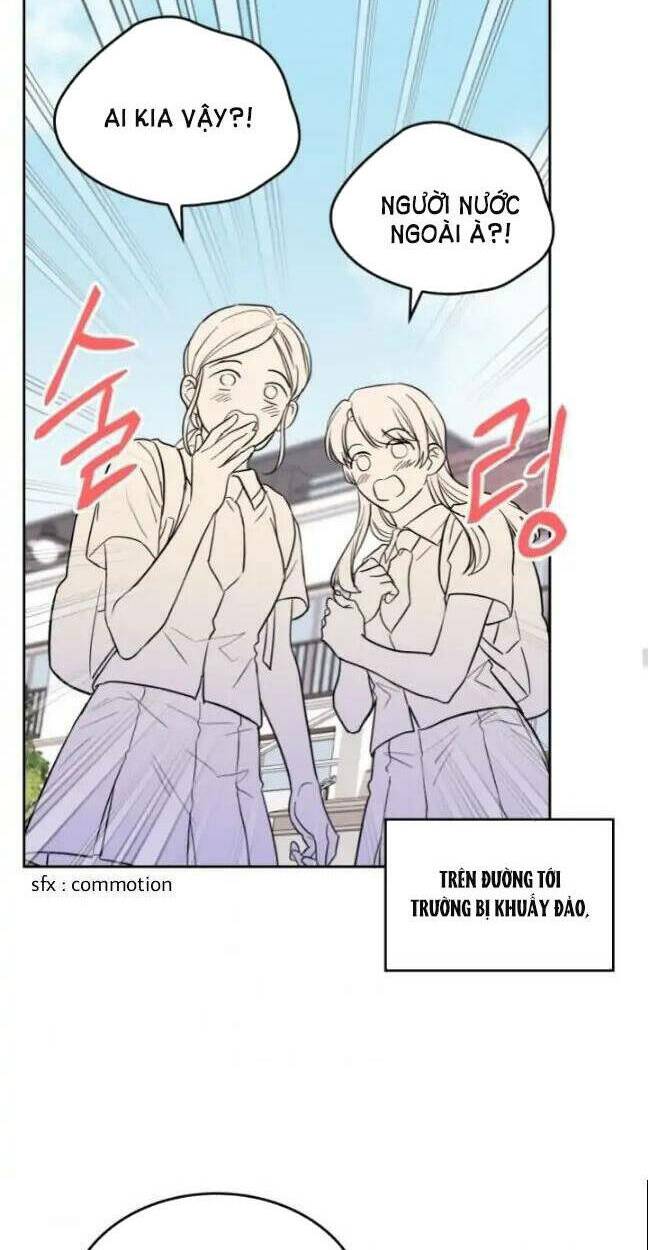 AI KIA VẬY?!
NGƯỜI NƯỚC
NGOÀI À?!
술
렁
sfx : commotion
TRÊN ĐƯỜNG TỚI
TRƯỜNG BỊ KHUẤY ĐẢO,